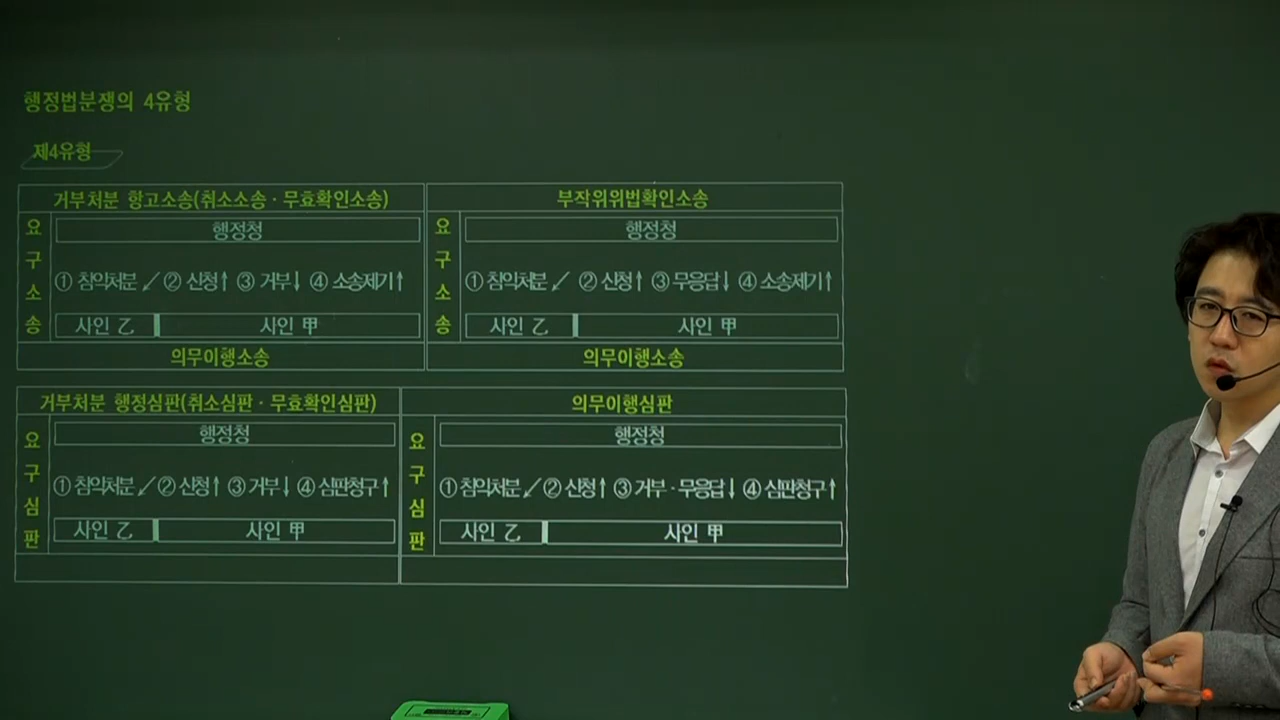 행정법분쟁의 4유형
제4유형
거부처분 항고소송(취소소송·무효확인소송)
요구소송
행정청
① 침익처분↙ ② 신청↑ ③ 거부↓ ④ 소송제기↑
사인 乙 사인 甲
의무이행소송
부작위위법확인소송
요구소송
행정청
① 침익처분↙ ② 신청↑ ③ 무응답↓ ④ 소송제기↑
사인 乙 사인 甲
의무이행소송
거부처분 행정심판(취소심판·무효확인심판)
요구심판
행정청
① 침익처분↙ ② 신청↑ ③ 거부↓ ④ 심판청구↑
사인 乙 사인 甲
의무이행심판
요구심판
행정청
① 침익처분↙ ② 신청↑ ③ 거부·무응답↓ ④ 심판청구↑
사인 乙 사인 甲